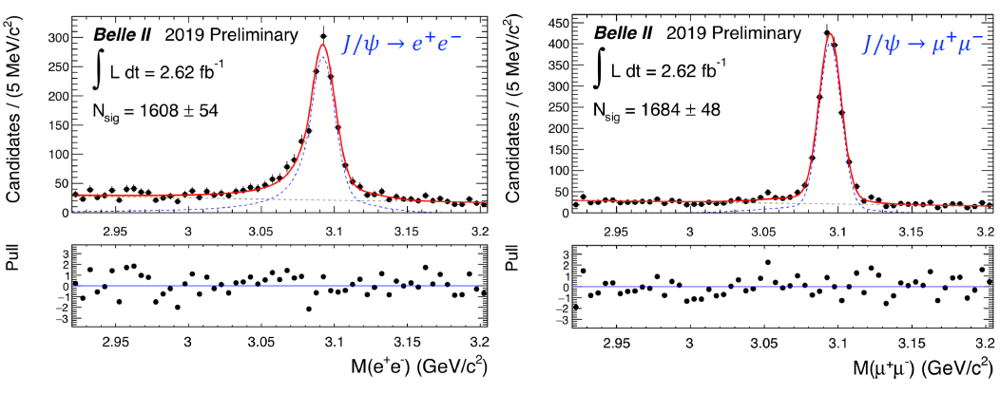 Belle II 2019 Preliminary
J/ψ → e⁺e⁻
∫ L dt = 2.62 fb⁻¹
N_sig = 1608 ± 54
Candidates / (5 MeV/c²)
300
250
200
150
100
50
0
2.95 3 3.05 3.1 3.15 3.2
Pull
3
2
1
0
−1
−2
−3
2.95 3 3.05 3.1 3.15 3.2
M(e⁺e⁻) (GeV/c²)
Belle II 2019 Preliminary
J/ψ → μ⁺μ⁻
∫ L dt = 2.62 fb⁻¹
N_sig = 1684 ± 48
Candidates / (5 MeV/c²)
450
400
350
300
250
200
150
100
50
0
2.95 3 3.05 3.1 3.15 3.2
Pull
3
2
1
0
−1
−2
−3
2.95 3 3.05 3.1 3.15 3.2
M(μ⁺μ⁻) (GeV/c²)